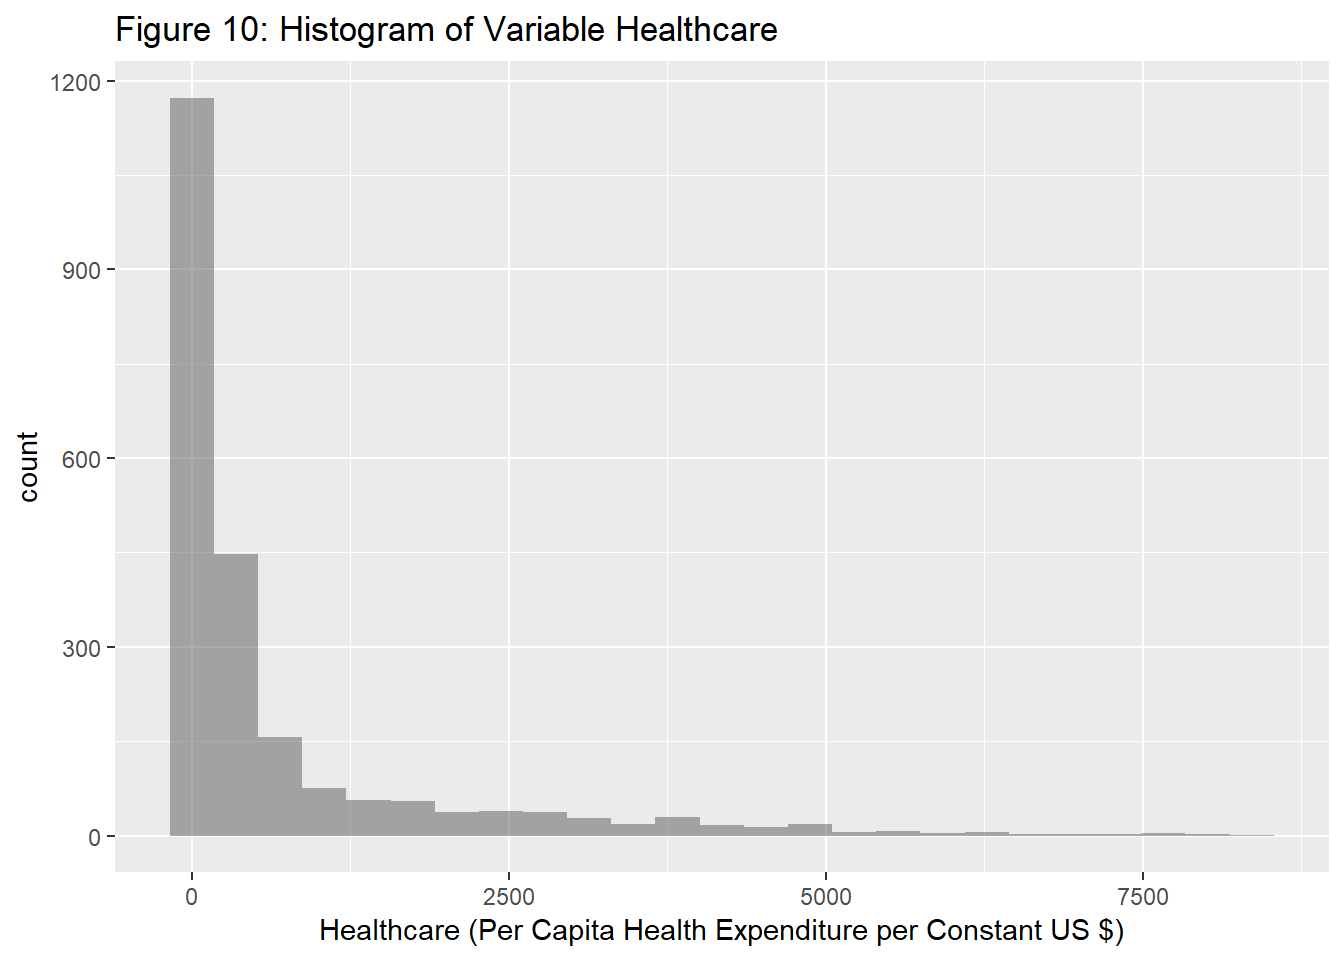 Figure 10: Histogram of Variable Healthcare
1200
900
600
300
0
count
0 2500 5000 7500
Healthcare (Per Capita Health Expenditure per Constant US $)